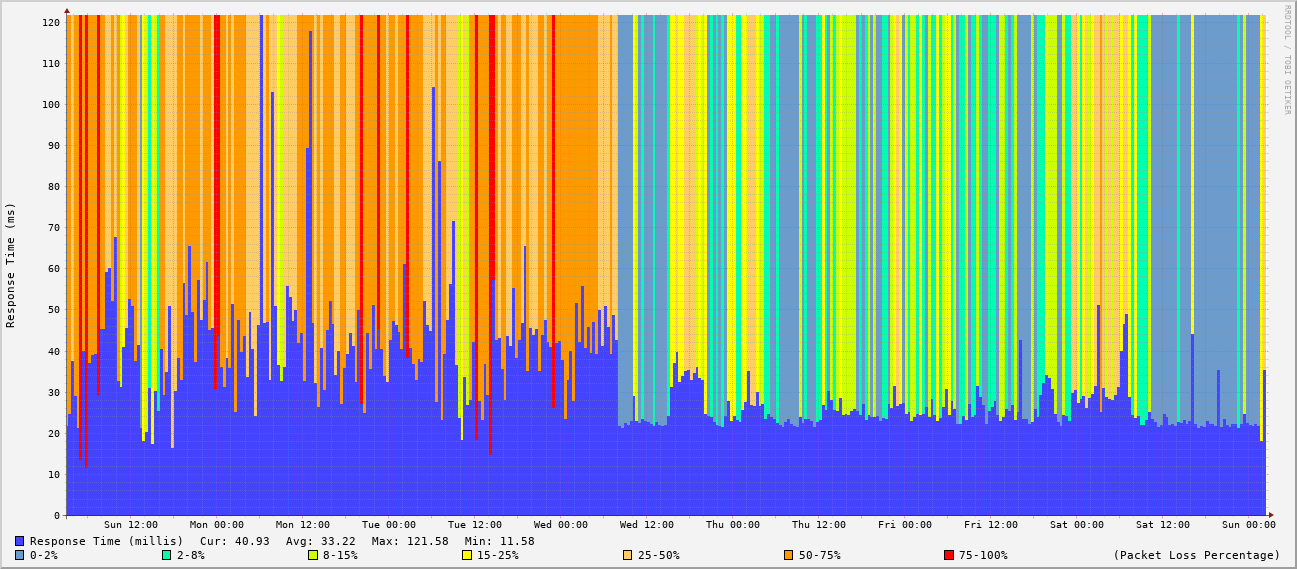 RRDTOOL / TOBI OETIKER
Response Time (ms)
120
110
100
90
80
70
60
50
40
30
20
10
0
Sun 12:00 Mon 00:00 Mon 12:00 Tue 00:00 Tue 12:00 Wed 00:00 Wed 12:00 Thu 00:00 Thu 12:00 Fri 00:00 Fri 12:00 Sat 00:00 Sat 12:00 Sun 00:00
Response Time (millis) Cur: 40.93 Avg: 33.22 Max: 121.58 Min: 11.58
0-2% 2-8% 8-15% 15-25% 25-50% 50-75% 75-100% (Packet Loss Percentage)